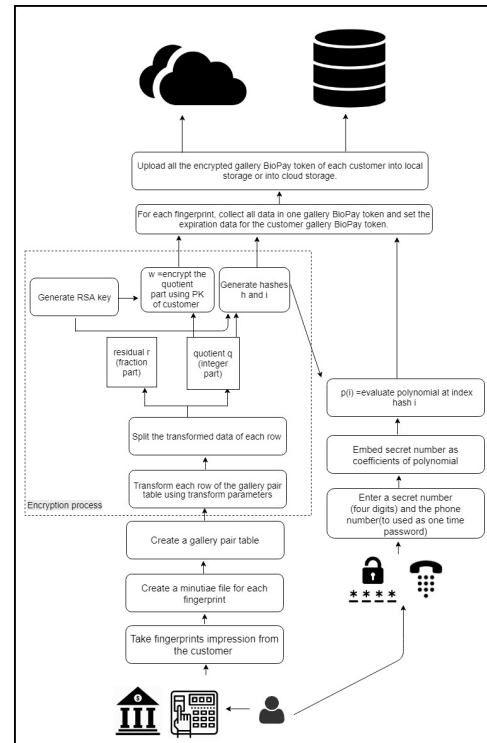 Upload all the encrypted gallery BioPay token of each customer into local
storage or into cloud storage.
For each fingerprint, collect all data in one gallery BioPay token and set the
expiration data for the customer gallery BioPay token.
Generate RSA key
w =encrypt the
quotient
part using PK
of customer
Generate hashes
h and i
residual r
(fraction
part)
quotient q
(integer
part)
p(i) =evaluate polynomial at index
hash i
Split the transformed data of each row
Embed secret number as
coefficients of polynomial
Transform each row of the gallery pair
table using transform parameters
Encryption process
Enter a secret number
(four digits) and the phone
number(to used as one time
password)
Create a gallery pair table
Create a minutiae file for each
fingerprint
* * * *
Take fingerprints impression from
the customer
$